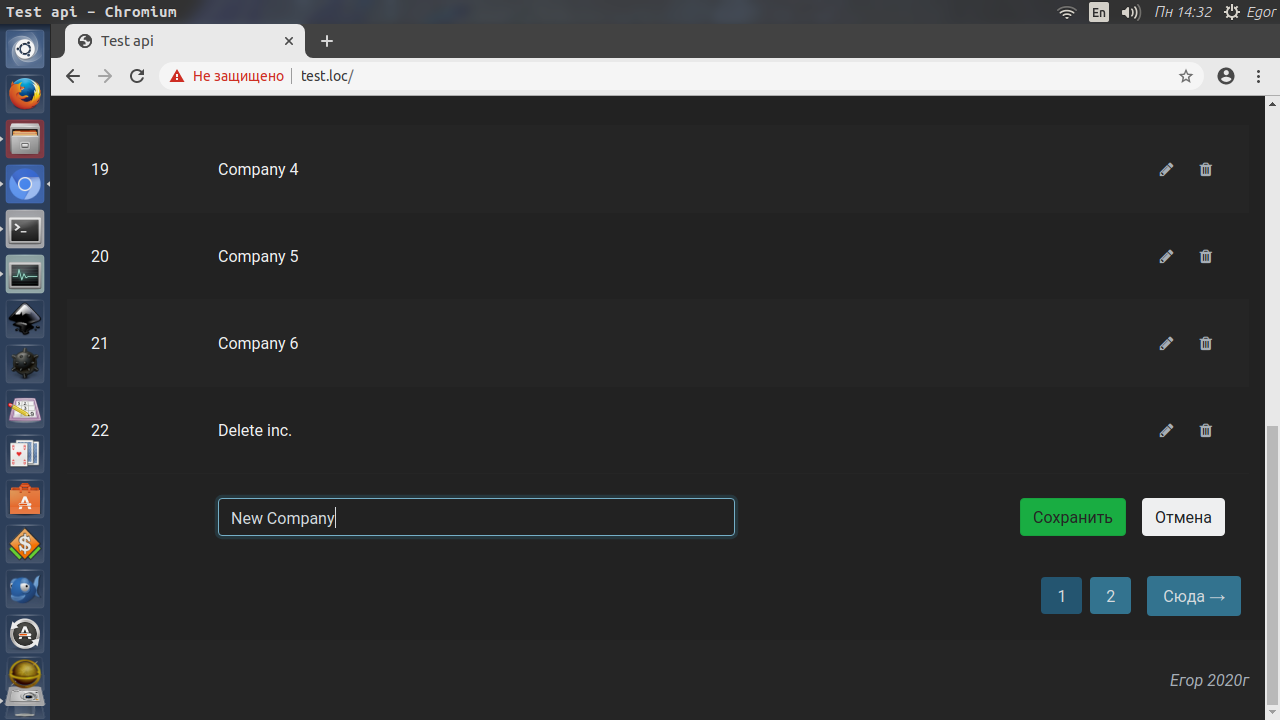 Test api - Chromium
En
Пн 14:32
Egor
Test api
Не защищено
test.loc/
19 Company 4
20 Company 5
21 Company 6
22 Delete inc.
New Company
Сохранить
Отмена
1
2
Сюда →
Егор 2020г